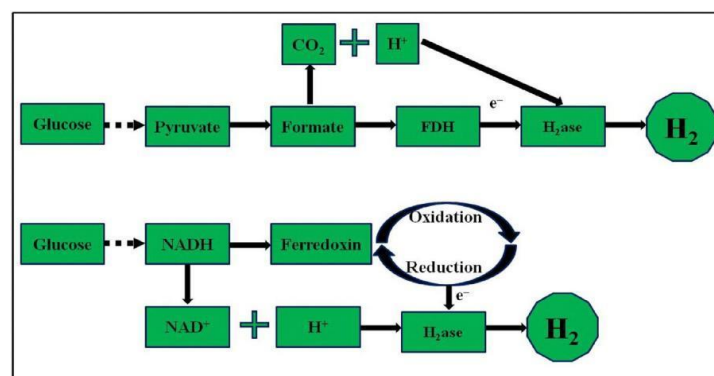 CO₂ + H⁺
e⁻
Glucose Pyruvate Formate FDH H₂ase H₂
Oxidation
Glucose NADH Ferredoxin
Reduction
e⁻
NAD⁺ + H⁺ H₂ase H₂